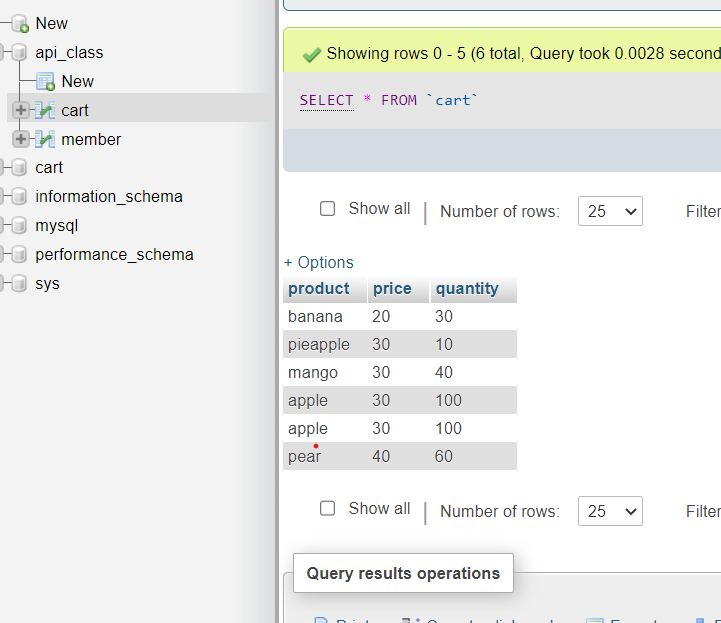 New
api_class
New
cart
member
cart
information_schema
mysql
performance_schema
sys
Showing rows 0 - 5 (6 total, Query took 0.0028 second
SELECT * FROM `cart`
Show all | Number of rows: 25 Filter
+ Options
product price quantity
banana 20 30
pieapple 30 10
mango 30 40
apple 30 100
apple 30 100
pear 40 60
Show all | Number of rows: 25 Filter
Query results operations